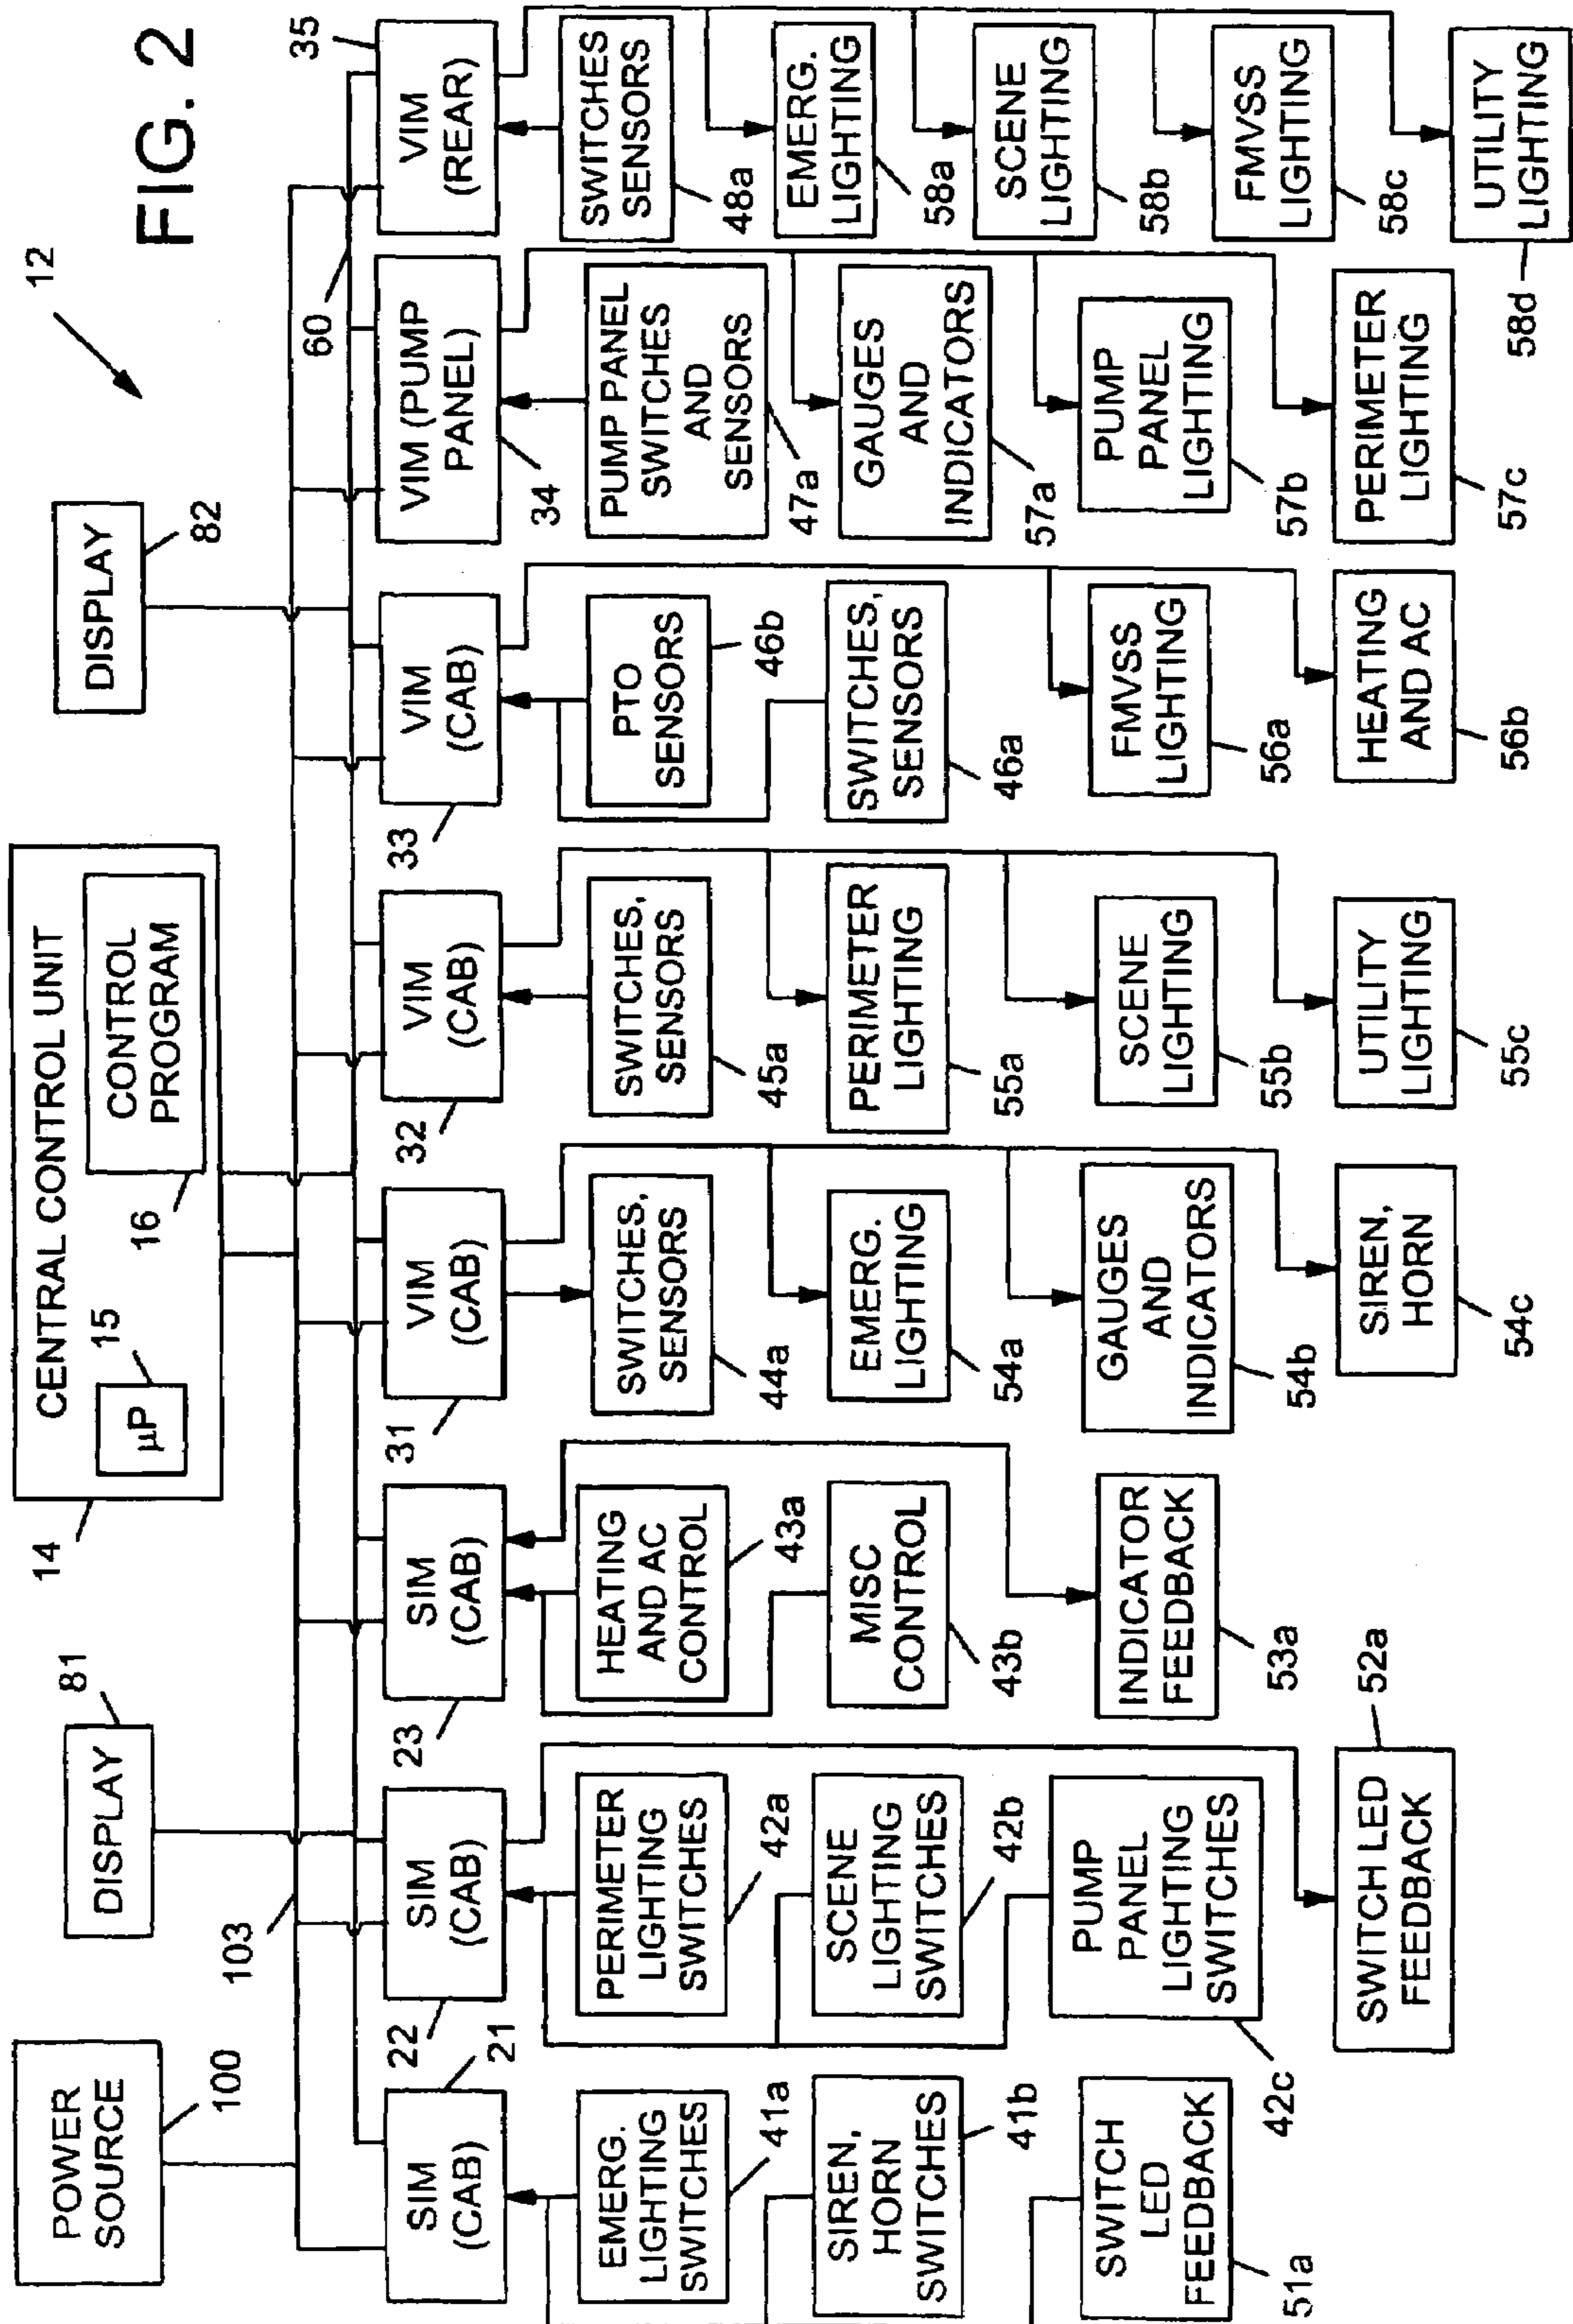 FIG. 2
12
POWER
SOURCE
100
DISPLAY
81
103
CENTRAL CONTROL UNIT
14
µP
15
CONTROL
PROGRAM
16
DISPLAY
82
60
SIM
(CAB)
21
EMERG.
LIGHTING
SWITCHES
41a
SIREN,
HORN
SWITCHES
41b
SWITCH
LED
FEEDBACK
51a
SIM
(CAB)
22
PERIMETER
LIGHTING
SWITCHES
42a
SCENE
LIGHTING
SWITCHES
42b
PUMP
PANEL
LIGHTING
SWITCHES
42c
SWITCH LED
FEEDBACK
52a
SIM
(CAB)
23
HEATING
AND AC
CONTROL
43a
MISC
CONTROL
43b
INDICATOR
FEEDBACK
53a
VIM
(CAB)
31
SWITCHES,
SENSORS
44a
EMERG.
LIGHTING
54a
GAUGES
AND
INDICATORS
54b
SIREN,
HORN
54c
VIM
(CAB)
32
SWITCHES,
SENSORS
45a
PERIMETER
LIGHTING
55a
SCENE
LIGHTING
55b
UTILITY
LIGHTING
55c
VIM
(CAB)
33
PTO
SENSORS
46b
SWITCHES,
SENSORS
46a
FMVSS
LIGHTING
56a
HEATING
AND AC
56b
VIM (PUMP
PANEL)
34
PUMP PANEL
SWITCHES
AND
SENSORS
47a
GAUGES
AND
INDICATORS
57a
PUMP
PANEL
LIGHTING
57b
PERIMETER
LIGHTING
57c
VIM
(REAR)
35
SWITCHES
SENSORS
48a
EMERG.
LIGHTING
58a
SCENE
LIGHTING
58b
FMVSS
LIGHTING
58c
UTILITY
LIGHTING
58d